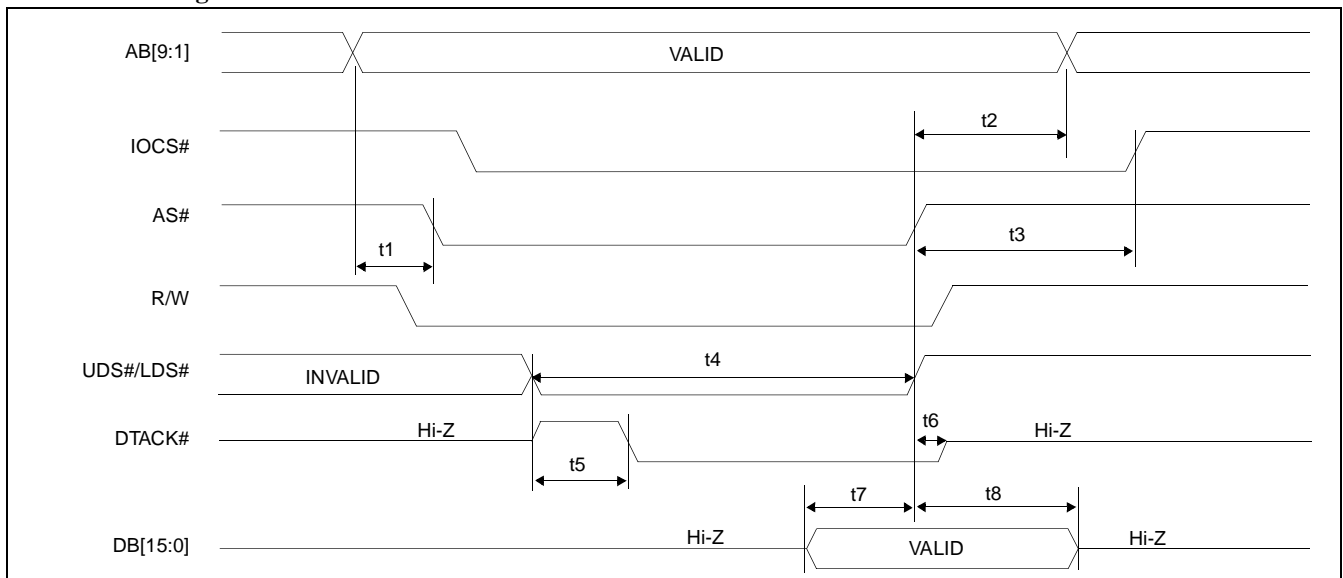 AB[9:1] VALID
t2
IOCS#
AS#
t1 t3
R/W
UDS#/LDS# INVALID t4
DTACK# Hi-Z t6 Hi-Z
t5
t7 t8
DB[15:0] Hi-Z VALID Hi-Z